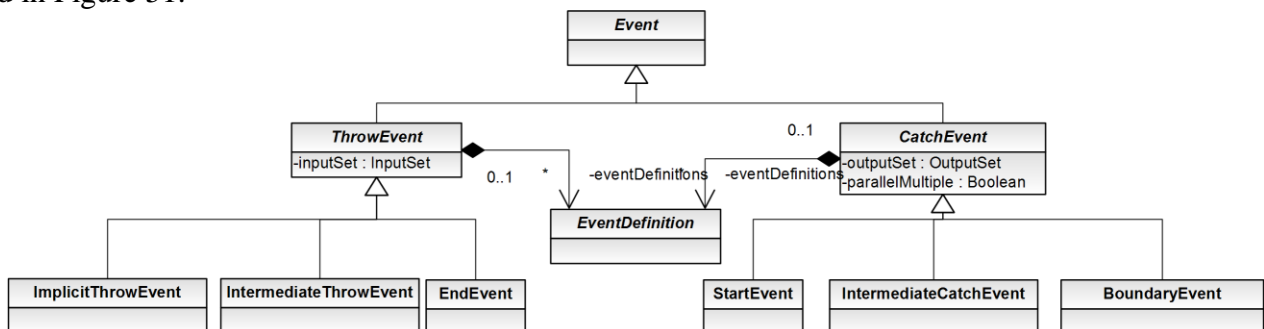 d in Figure 31.
Event
ThrowEvent
-inputSet : InputSet
0..1
CatchEvent
-outputSet : OutputSet
-parallelMultiple : Boolean
0..1
*
-eventDefinitions
*
-eventDefinitions
EventDefinition
ImplicitThrowEvent
IntermediateThrowEvent
EndEvent
StartEvent
IntermediateCatchEvent
BoundaryEvent